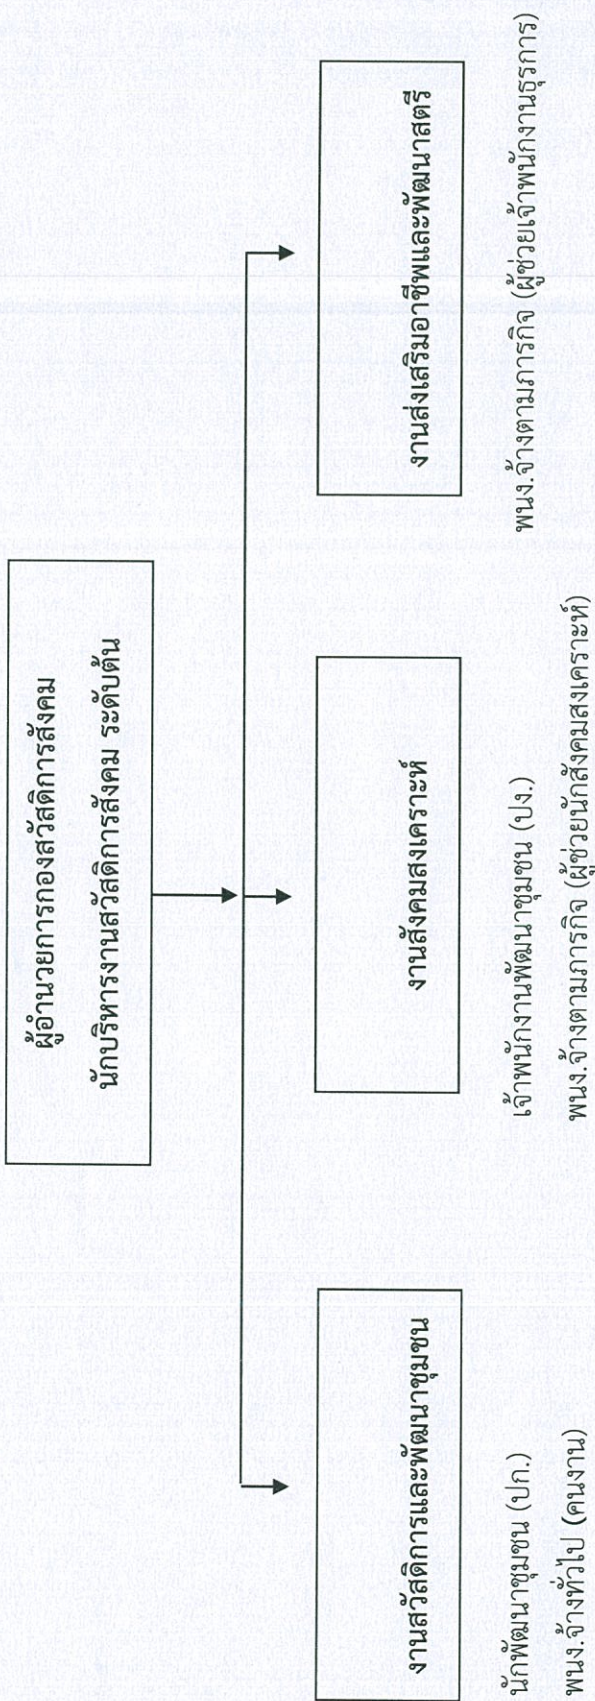 ผู้อำนวยการกองสวัสดิการสังคม
นักบริหารงานสวัสดิการสังคม ระดับต้น
งานสวัสดิการและพัฒนาชุมชน
นักพัฒนาชุมชน (ปก.)
พนง.จ้างทั่วไป (คนงาน)
งานสังคมสงเคราะห์
เจ้าพนักงานพัฒนาชุมชน (ปง.)
พนง.จ้างตามภารกิจ (ผู้ช่วยนักสังคมสงเคราะห์)
งานส่งเสริมอาชีพและพัฒนาสตรี
พนง.จ้างตามภารกิจ (ผู้ช่วยเจ้าพนักงานธุรการ)